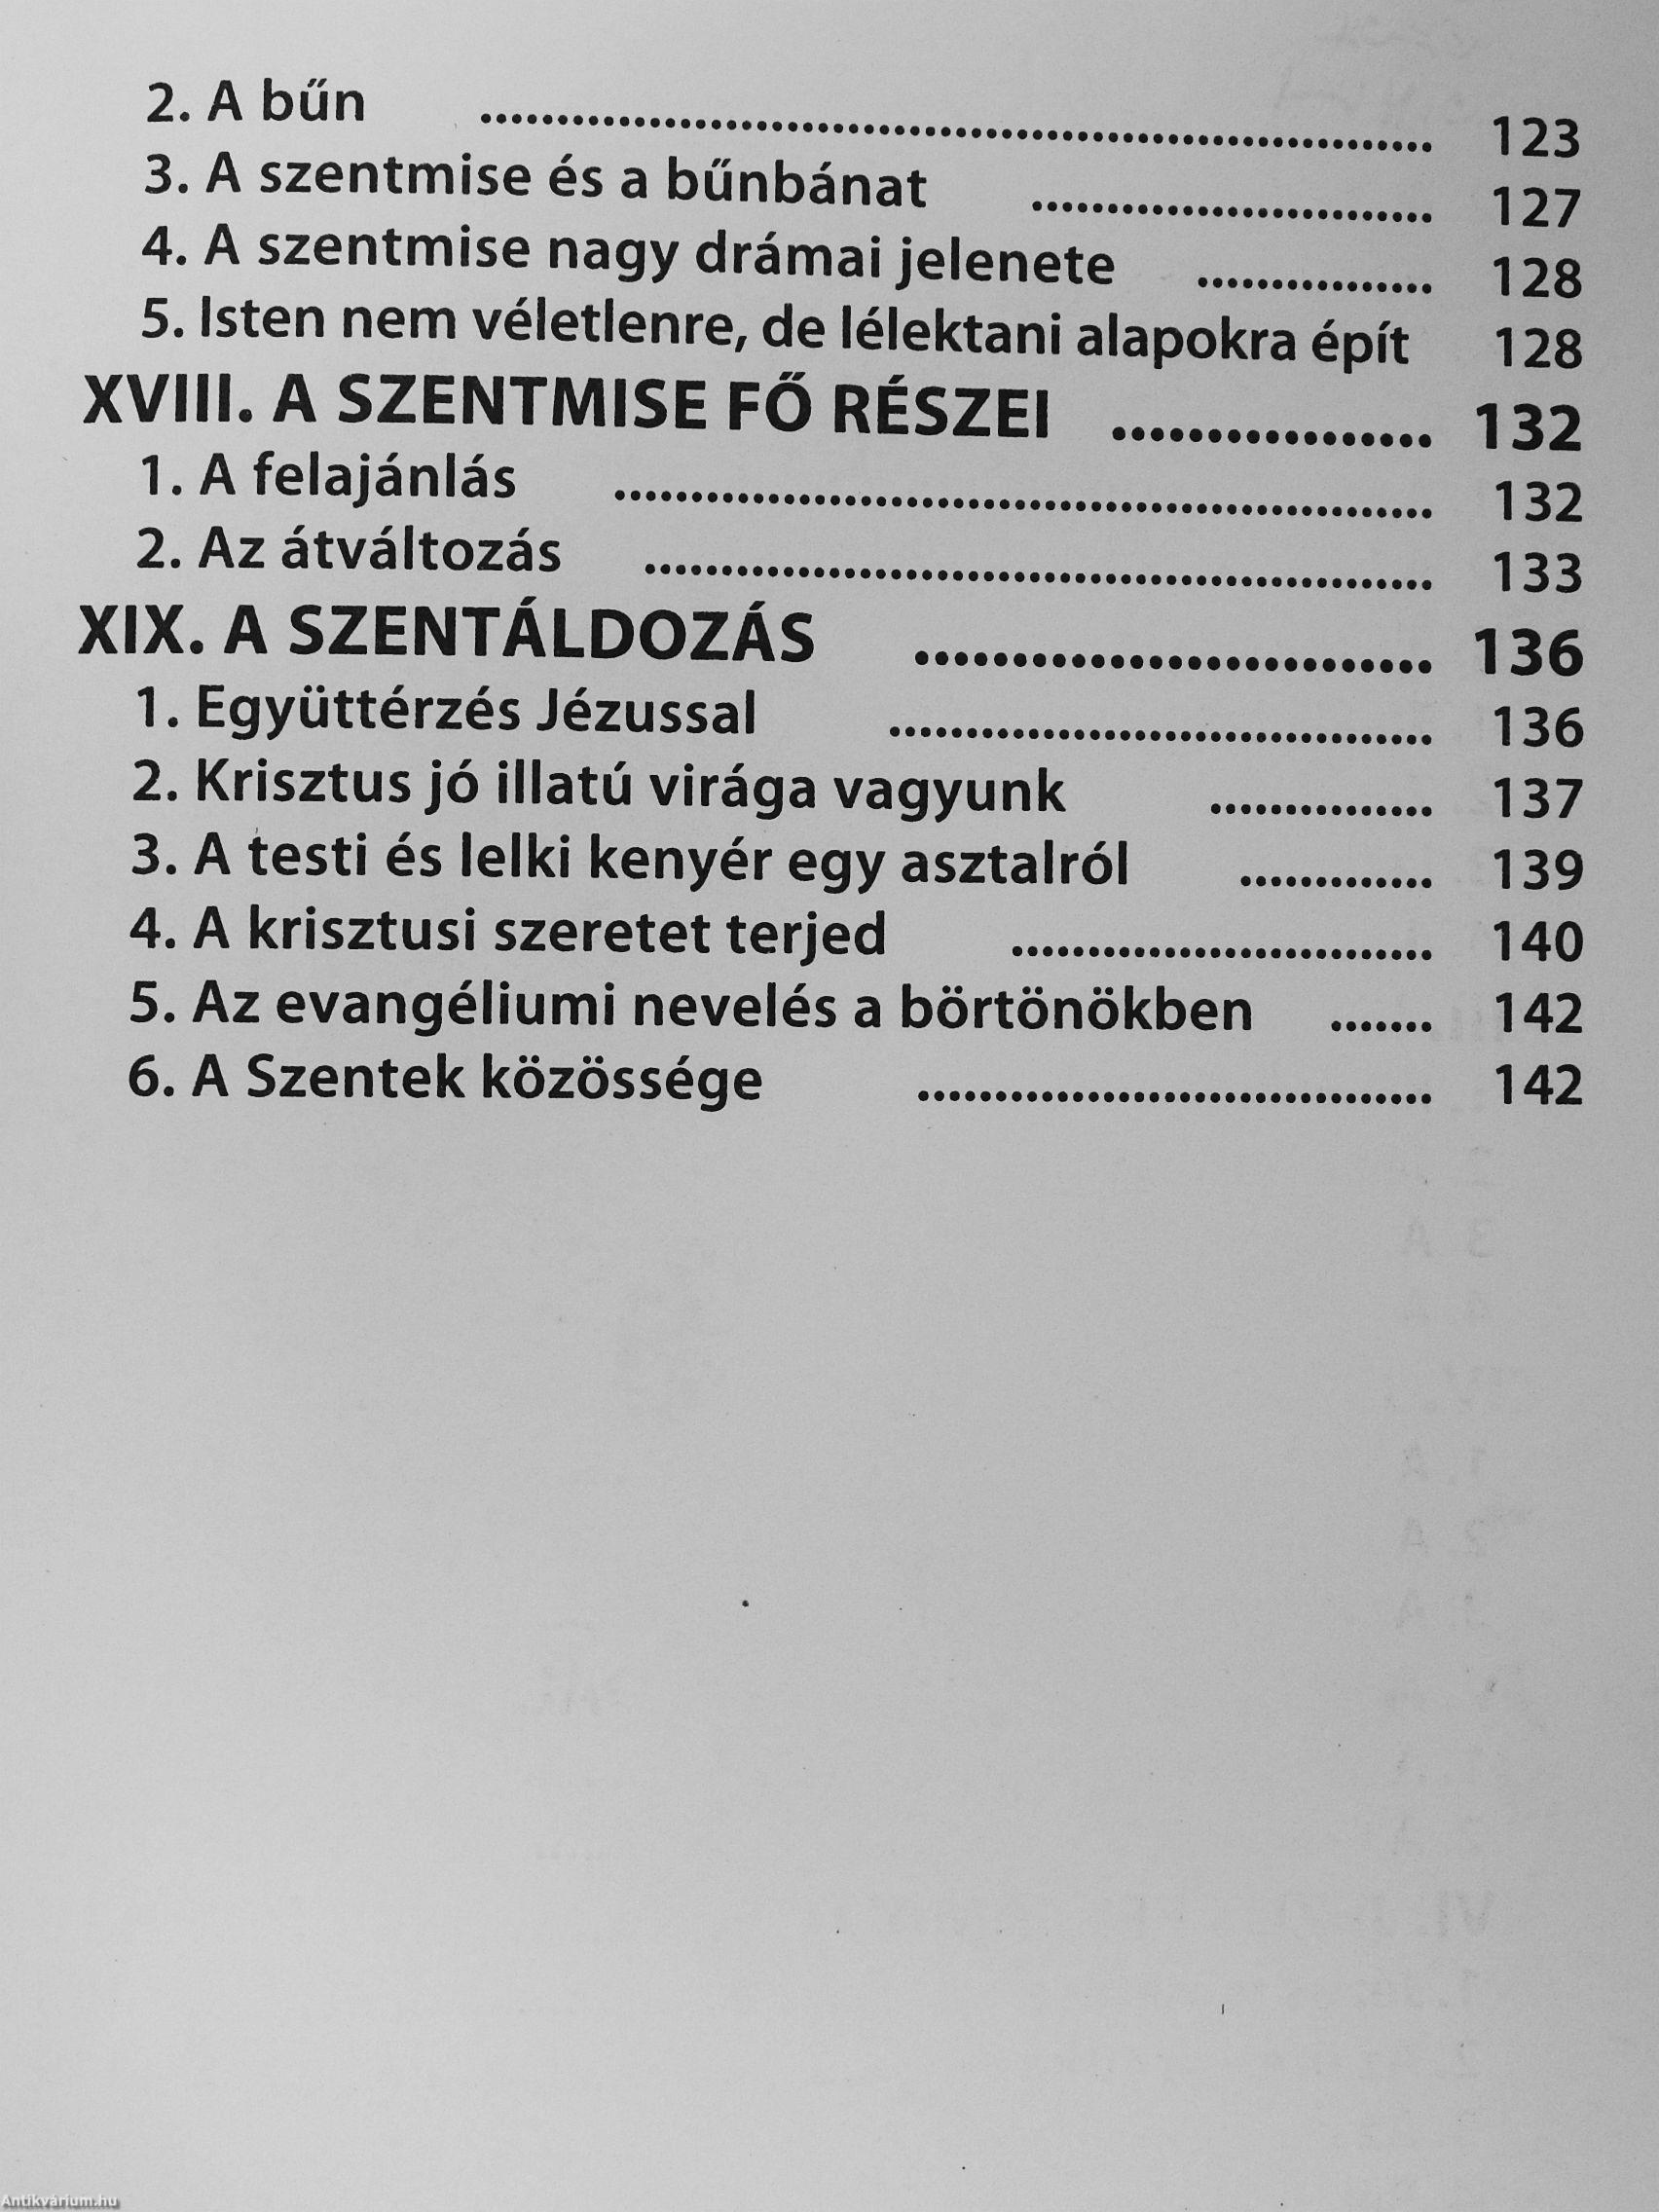 2. A bűn ........................................................... 123
3. A szentmise és a bűnbánat ........................... 127
4. A szentmise nagy drámai jelenete ................ 128
5. Isten nem véletlenre, de lélektani alapokra épít 128
XVIII. A SZENTMISE FŐ RÉSZEI ................. 132
1. A felajánlás ...................................................... 132
2. Az átváltozás .................................................... 133
XIX. A SZENTÁLDOZÁS ........................... 136
1. Együttérzés Jézussal .................................... 136
2. Krisztus jó illatú virága vagyunk ............... 137
3. A testi és lelki kenyér egy asztalról ............. 139
4. A krisztusi szeretet terjed ............................ 140
5. Az evangéliumi nevelés a börtönökben ....... 142
6. A Szentek közössége .................................. 142
Antikvárium.hu